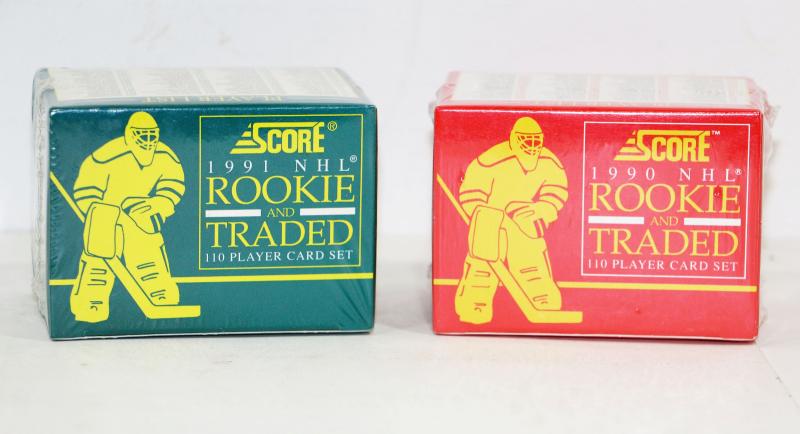 SCORE®
1991 NHL®
ROOKIE
AND
TRADED
110 PLAYER CARD SET
SCORE™
1990 NHL®
ROOKIE
AND
TRADED
110 PLAYER CARD SET